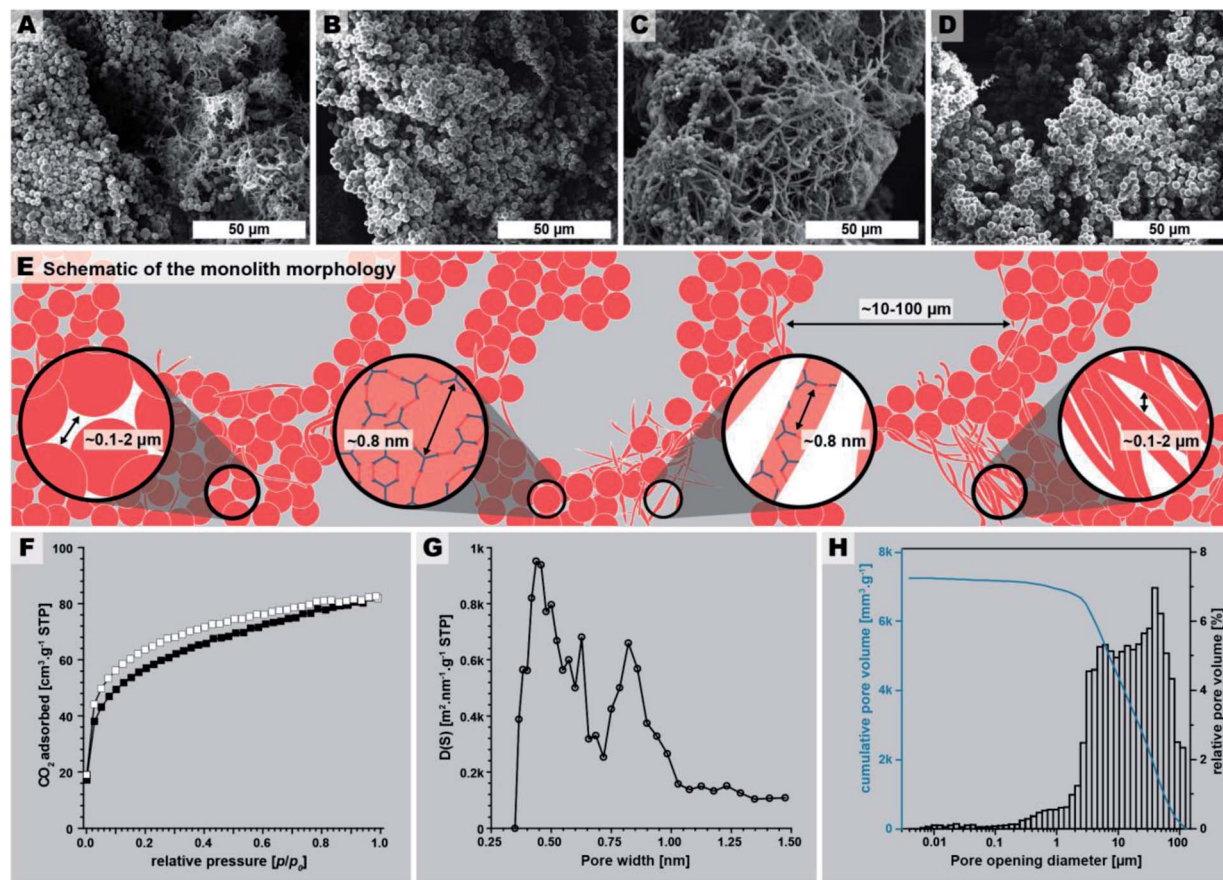 A
B
C
D
50 µm
50 µm
50 µm
50 µm
E Schematic of the monolith morphology
~10-100 µm
~0.1-2 µm
~0.8 nm
~0.8 nm
~0.1-2 µm
F
100
80
60
40
20
0
0.0 0.2 0.4 0.6 0.8 1.0
CO2 adsorbed [cm³.g-1 STP]
relative pressure [p/p0]
G
1k
0.8k
0.6k
0.4k
0.2k
0
0 0.25 0.50 0.75 1.00 1.25 1.50
D(S) [m².nm-1.g-1 STP]
Pore width [nm]
H
8k
6k
4k
2k
0
8
7
6
4
2
0
0.01 0.1 1 10 100
cumulative pore volume [mm³.g-1]
relative pore volume [%]
Pore opening diameter [µm]